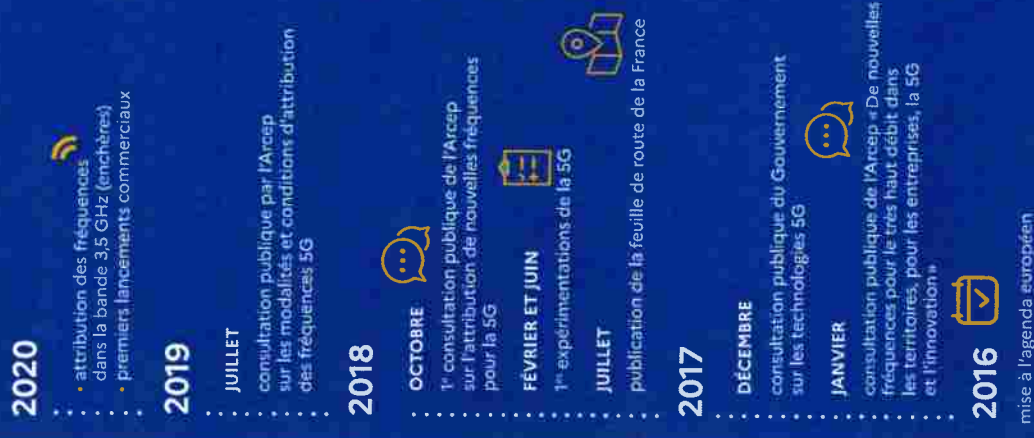 2020
• attribution des fréquences
dans la bande 3,5 GHz (enchères)
• premiers lancements commerciaux
2019
JUILLET
consultation publique par l'Arcep
sur les modalités et conditions d'attribution
des fréquences 5G
2018
OCTOBRE
1ᵉ consultation publique de l'Arcep
sur l'attribution de nouvelles fréquences
pour la 5G
FEVRIER ET JUIN
1ʳᵉˢ expérimentations de la 5G
JUILLET
publication de la feuille de route de la France
2017
DÉCEMBRE
consultation publique du Gouvernement
sur les technologies 5G
JANVIER
consultation publique de l'Arcep « De nouvelles
fréquences pour le très haut débit dans
les territoires, pour les entreprises, la 5G
et l'innovation »
2016
mise à l'agenda européen